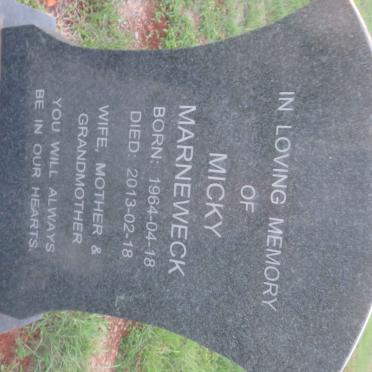 IN LOVING MEMORY
OF
MICKY
MARNEWECK
BORN: 1964-04-18
DIED: 2013-02-18
WIFE, MOTHER &
GRANDMOTHER
YOU WILL ALWAYS
BE IN OUR HEARTS.